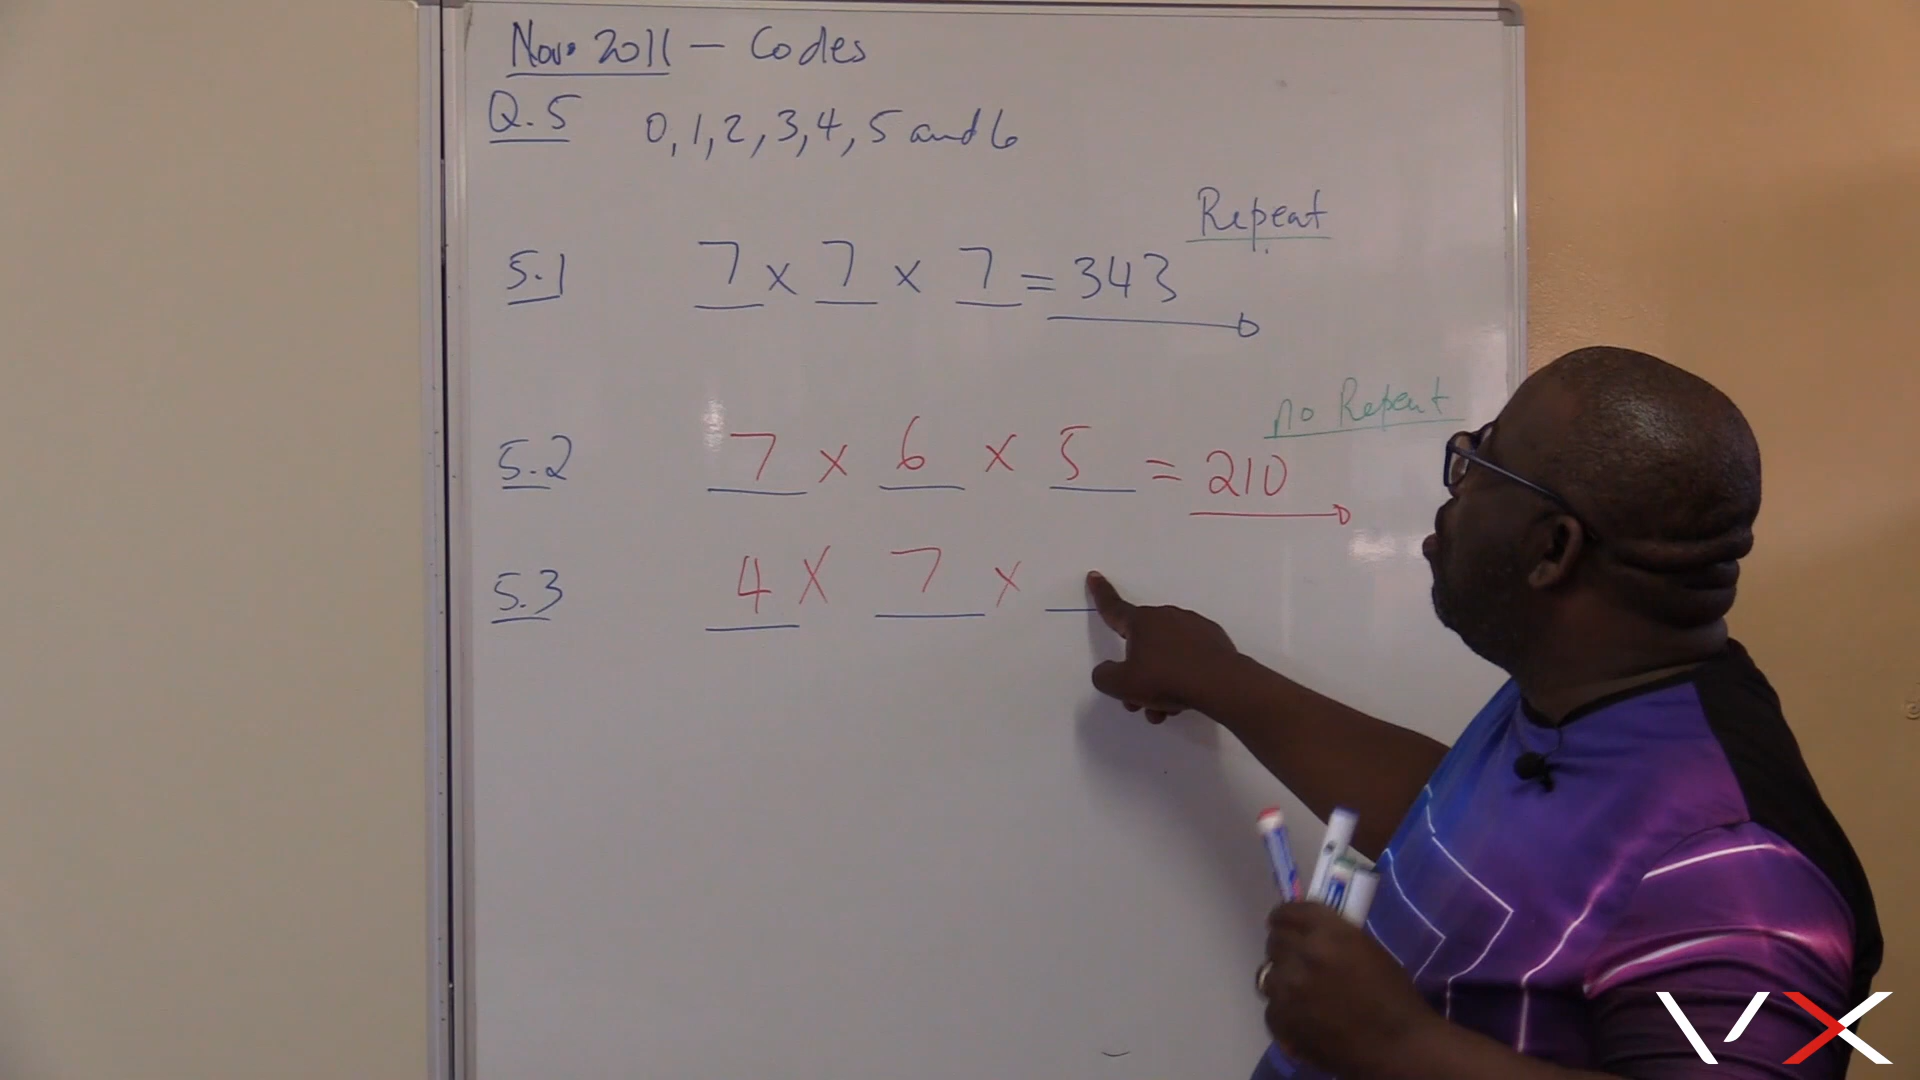 Nov. 2011 – Codes
Q.5 0, 1, 2, 3, 4, 5 and 6
Repeat
5.1 7 x 7 x 7 = 343
no Repeat
5.2 7 x 6 x 5 = 210
5.3 4 x 7 x
VX